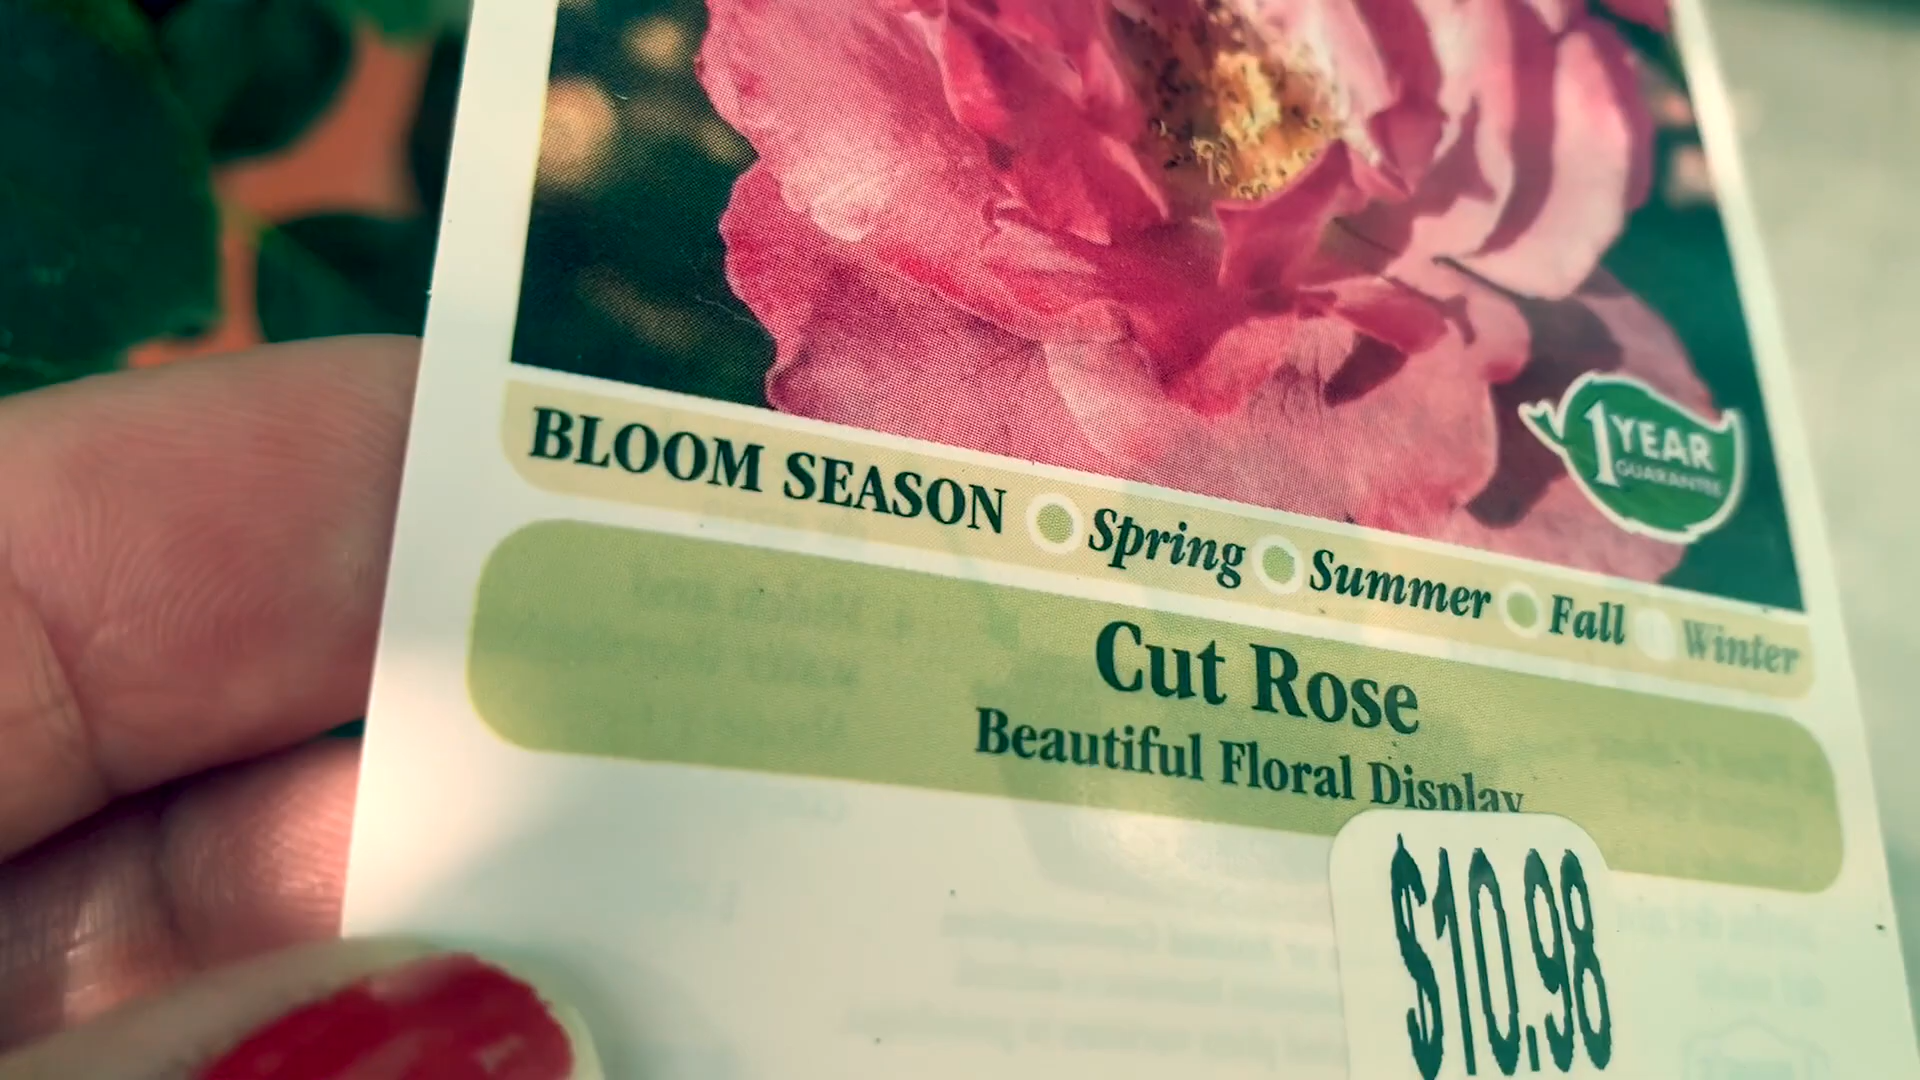 1 YEAR
GUARANTEE
BLOOM SEASON Spring Summer Fall Winter
Cut Rose
Beautiful Floral Display
$10.98